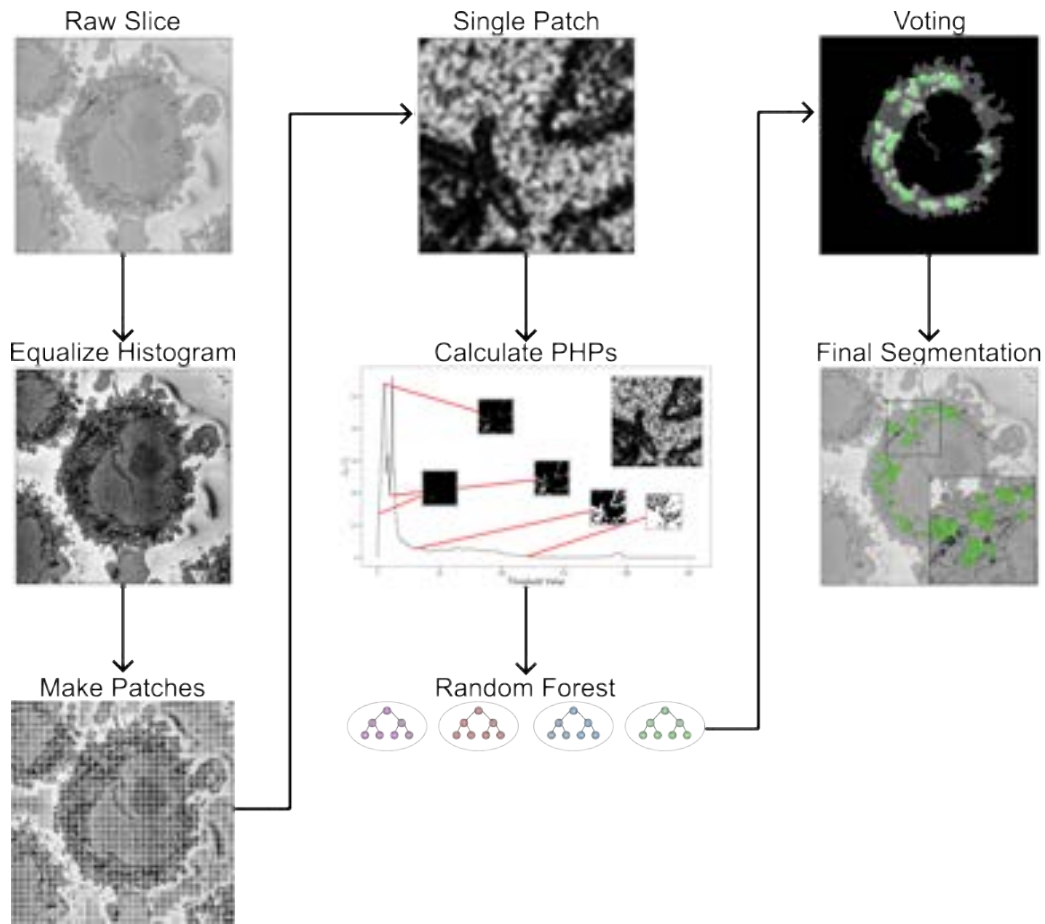 Raw Slice
Equalize Histogram
Make Patches
Single Patch
Calculate PHPs
Threshold Value
Random Forest
Voting
Final Segmentation